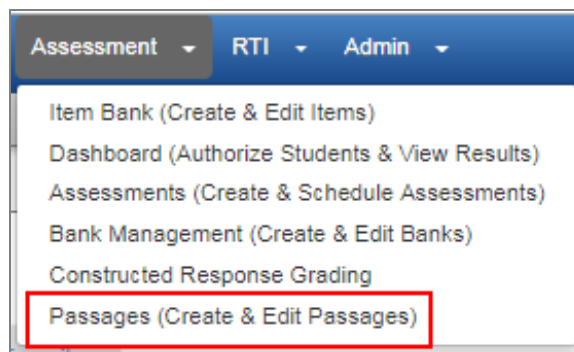 Assessment RTI Admin
Item Bank (Create & Edit Items)
Dashboard (Authorize Students & View Results)
Assessments (Create & Schedule Assessments)
Bank Management (Create & Edit Banks)
Constructed Response Grading
Passages (Create & Edit Passages)